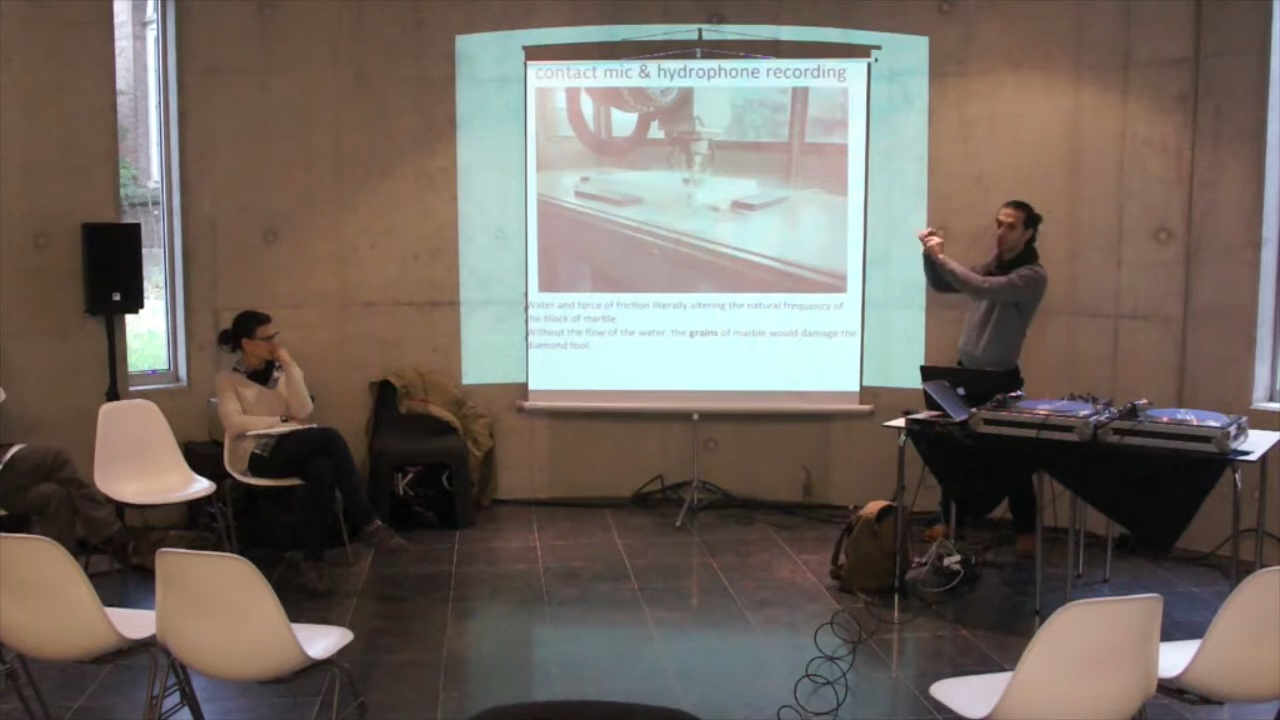 contact mic & hydrophone recording
Water and force of friction literally altering the natural frequency of
the block of marble
Without the flow of the water, the grains of marble would damage the
diamond tool